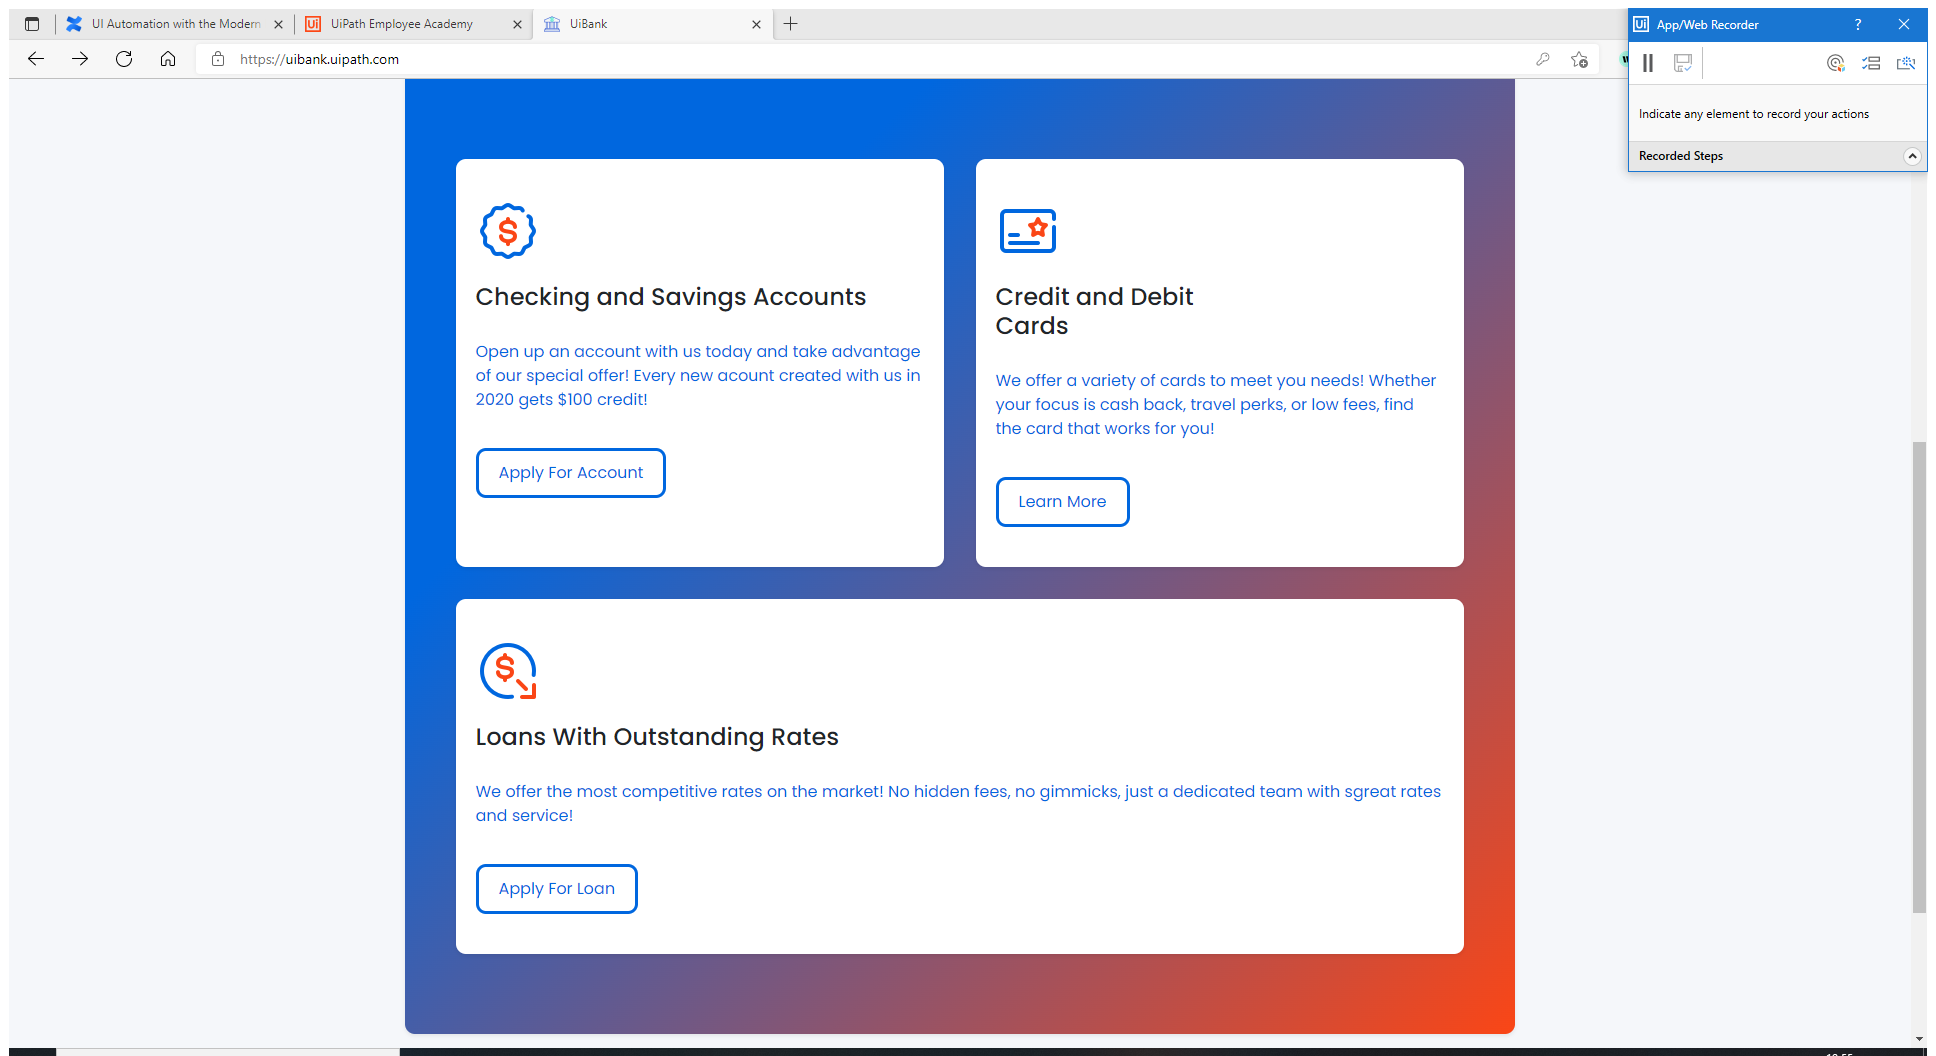 UI Automation with the Modern
Ui UiPath Employee Academy
UiBank
Ui App/Web Recorder ?
https://uibank.uipath.com
Indicate any element to record your actions
Recorded Steps
$
Checking and Savings Accounts
Open up an account with us today and take advantage
of our special offer! Every new acount created with us in
2020 gets $100 credit!
Apply For Account
Credit and Debit
Cards
We offer a variety of cards to meet you needs! Whether
your focus is cash back, travel perks, or low fees, find
the card that works for you!
Learn More
$
Loans With Outstanding Rates
We offer the most competitive rates on the market! No hidden fees, no gimmicks, just a dedicated team with sgreat rates
and service!
Apply For Loan